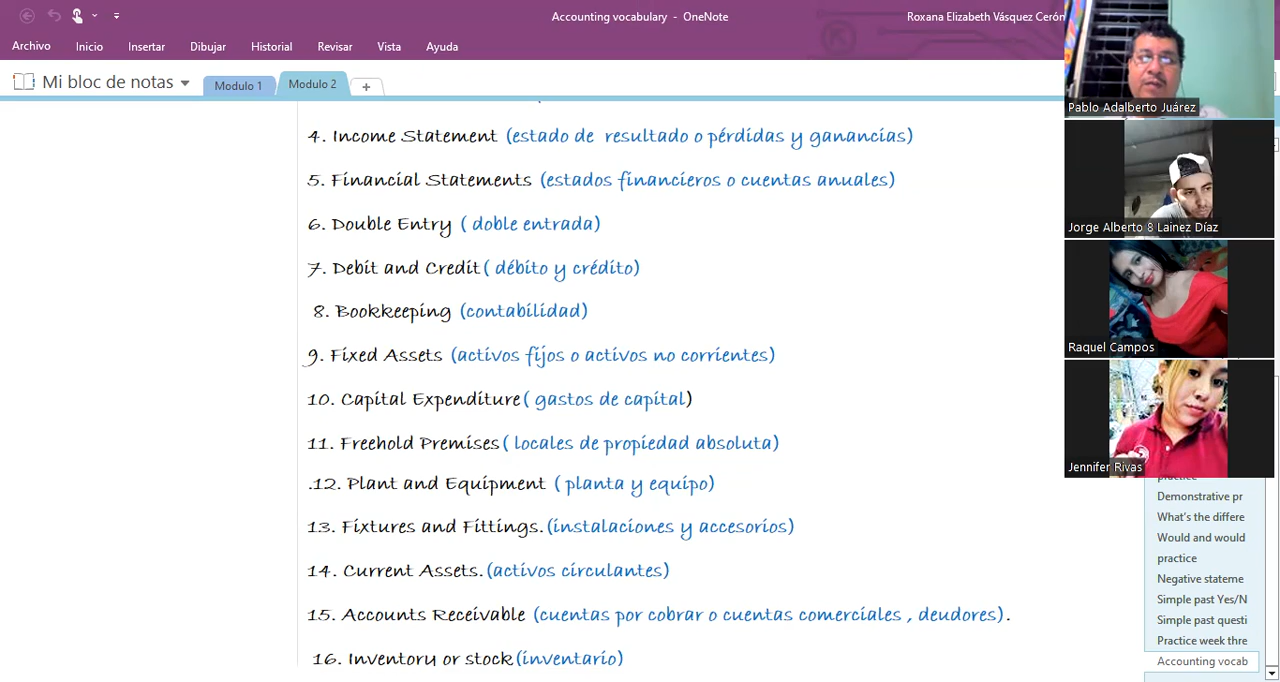 Accounting vocabulary - OneNote
Roxana Elizabeth Vásquez Cerón
Archivo Inicio Insertar Dibujar Historial Revisar Vista Ayuda
Mi bloc de notas Modulo 1 Modulo 2 +
4. Income Statement (estado de resultado o pérdidas y ganancias)
5. Financial Statements (estados financieros o cuentas anuales)
6. Double Entry ( doble entrada)
7. Debit and Credit ( débito y crédito)
8. Bookkeeping (contabilidad)
9. Fixed Assets (activos fijos o activos no corrientes)
10. Capital Expenditure ( gastos de capital)
11. Freehold Premises ( locales de propiedad absoluta)
.12. Plant and Equipment ( planta y equipo)
13. Fixtures and Fittings. (instalaciones y accesorios)
14. Current Assets. (activos circulantes)
15. Accounts Receivable (cuentas por cobrar o cuentas comerciales , deudores).
16. Inventory or stock (inventario)
Pablo Adalberto Juárez
Jorge Alberto 8 Lainez Díaz
Raquel Campos
Jennifer Rivas
practice
Demonstrative pr
What's the differe
Would and would
practice
Negative stateme
Simple past Yes/N
Simple past questi
Practice week thre
Accounting vocab